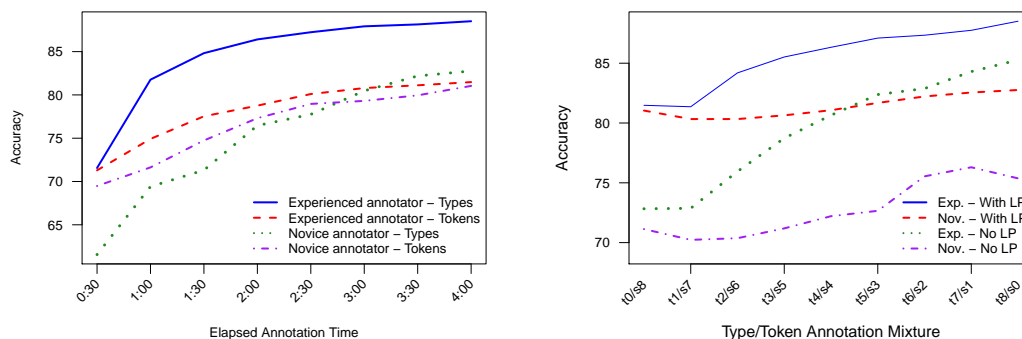 Accuracy
85
80
75
70
65
Experienced annotator – Types
Experienced annotator – Tokens
Novice annotator – Types
Novice annotator – Tokens
0:30
1:00
1:30
2:00
2:30
3:00
3:30
4:00
Elapsed Annotation Time
Accuracy
85
80
75
70
Exp. – With LP
Nov. – With LP
Exp. – No LP
Nov. – No LP
t0/s8
t1/s7
t2/s6
t3/s5
t4/s4
t5/s3
t6/s2
t7/s1
t8/s0
Type/Token Annotation Mixture